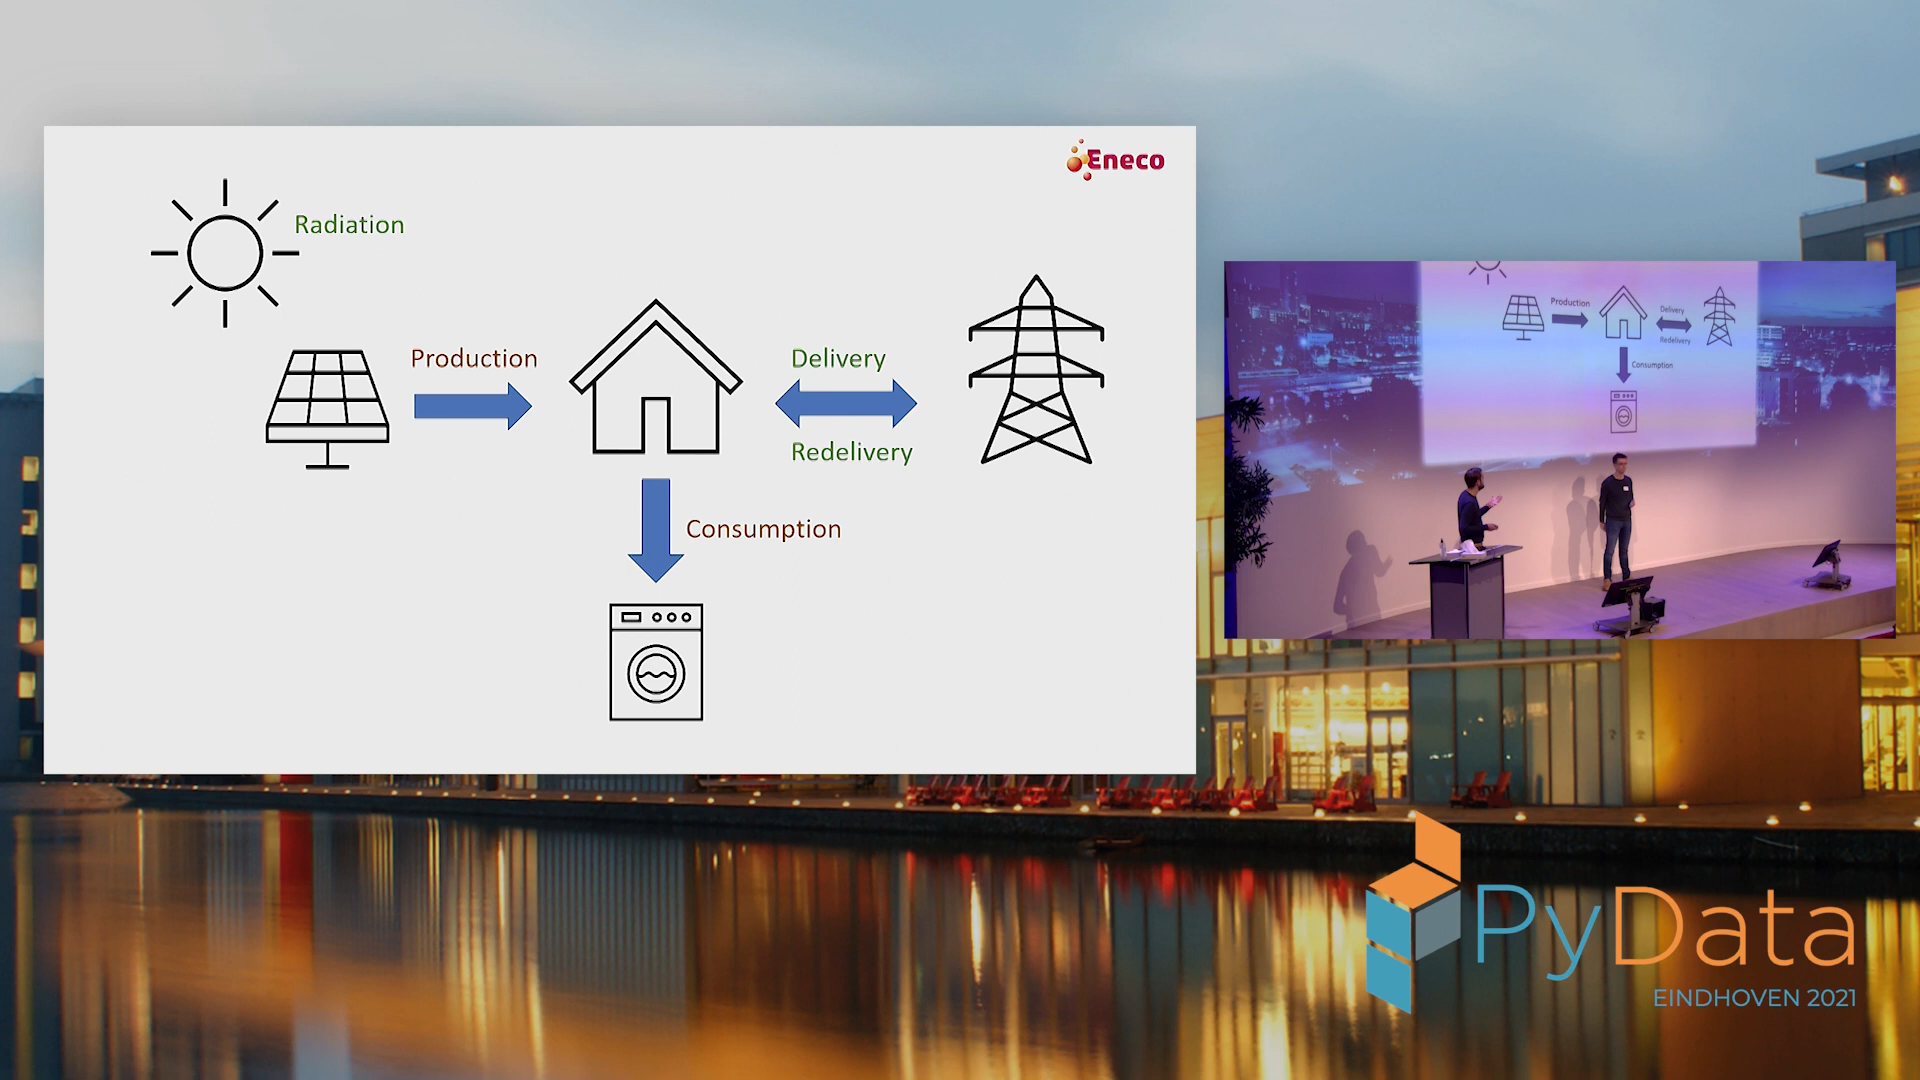 Eneco
Radiation
Production
Delivery
Redelivery
Consumption
Production
Delivery
Redelivery
Consumption
PyData
EINDHOVEN 2021